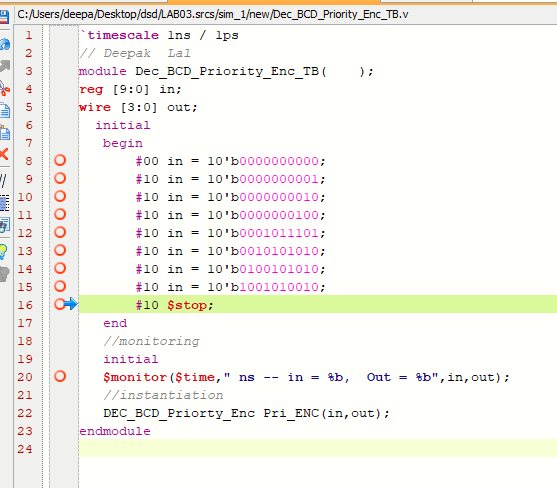 C:/Users/deepa/Desktop/dsd/LAB03.srcs/sim_1/new/Dec_BCD_Priority_Enc_TB.v
1 `timescale 1ns / 1ps
2 // Deepak  Lal
3 module Dec_BCD_Priority_Enc_TB(    );
4 reg [9:0] in;
5 wire [3:0] out;
6   initial
7    begin
8        #00 in = 10'b0000000000;
9        #10 in = 10'b0000000001;
10        #10 in = 10'b0000000010;
11        #10 in = 10'b0000000100;
12        #10 in = 10'b0001011101;
13        #10 in = 10'b0010101010;
14        #10 in = 10'b0100101010;
15        #10 in = 10'b1001010010;
16        #10 $stop;
17    end
18    //monitoring
19    initial
20    $monitor($time," ns -- in = %b,  Out = %b",in,out);
21    //instantiation
22    DEC_BCD_Priorty_Enc Pri_ENC(in,out);
23 endmodule
24